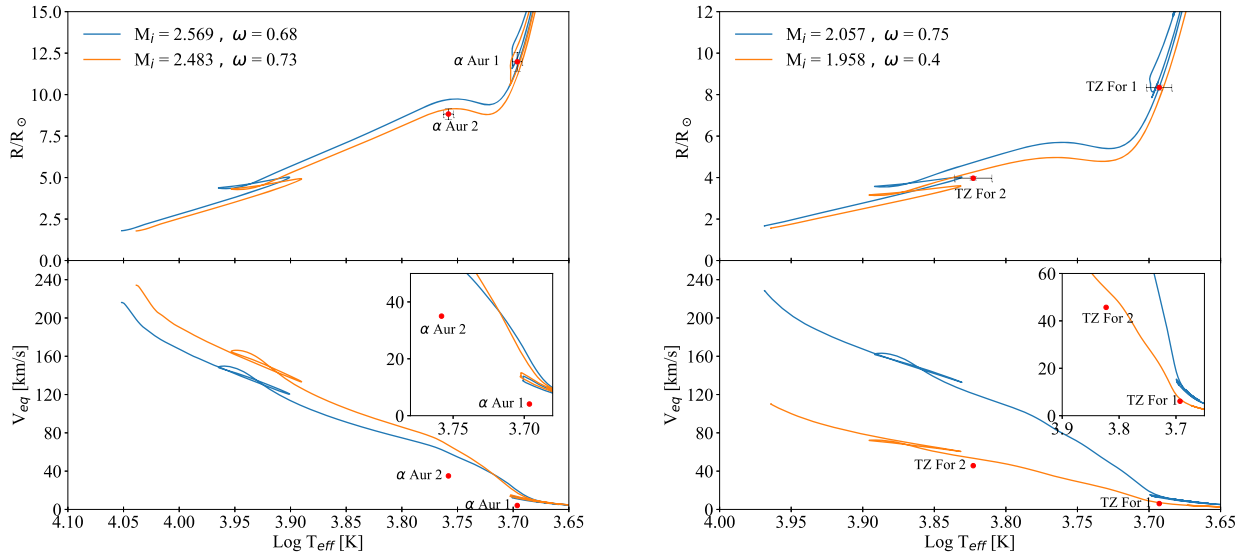 15.0
12.5
10.0
7.5
5.0
2.5
0.0
R/R⊙
M_i = 2.569 , ω = 0.68
M_i = 2.483 , ω = 0.73
α Aur 1
α Aur 2
240
200
160
120
80
40
0
V_eq [km/s]
40
20
0
3.75
3.70
α Aur 2
α Aur 1
α Aur 2
α Aur 1
4.10
4.05
4.00
3.95
3.90
3.85
3.80
3.75
3.70
3.65
Log T_eff [K]
12
10
8
6
4
2
0
R/R⊙
M_i = 2.057 , ω = 0.75
M_i = 1.958 , ω = 0.4
TZ For 1
TZ For 2
240
200
160
120
80
40
0
V_eq [km/s]
60
40
20
0
3.9
3.8
3.7
TZ For 2
TZ For 1
TZ For 2
TZ For 1
4.00
3.95
3.90
3.85
3.80
3.75
3.70
3.65
Log T_eff [K]